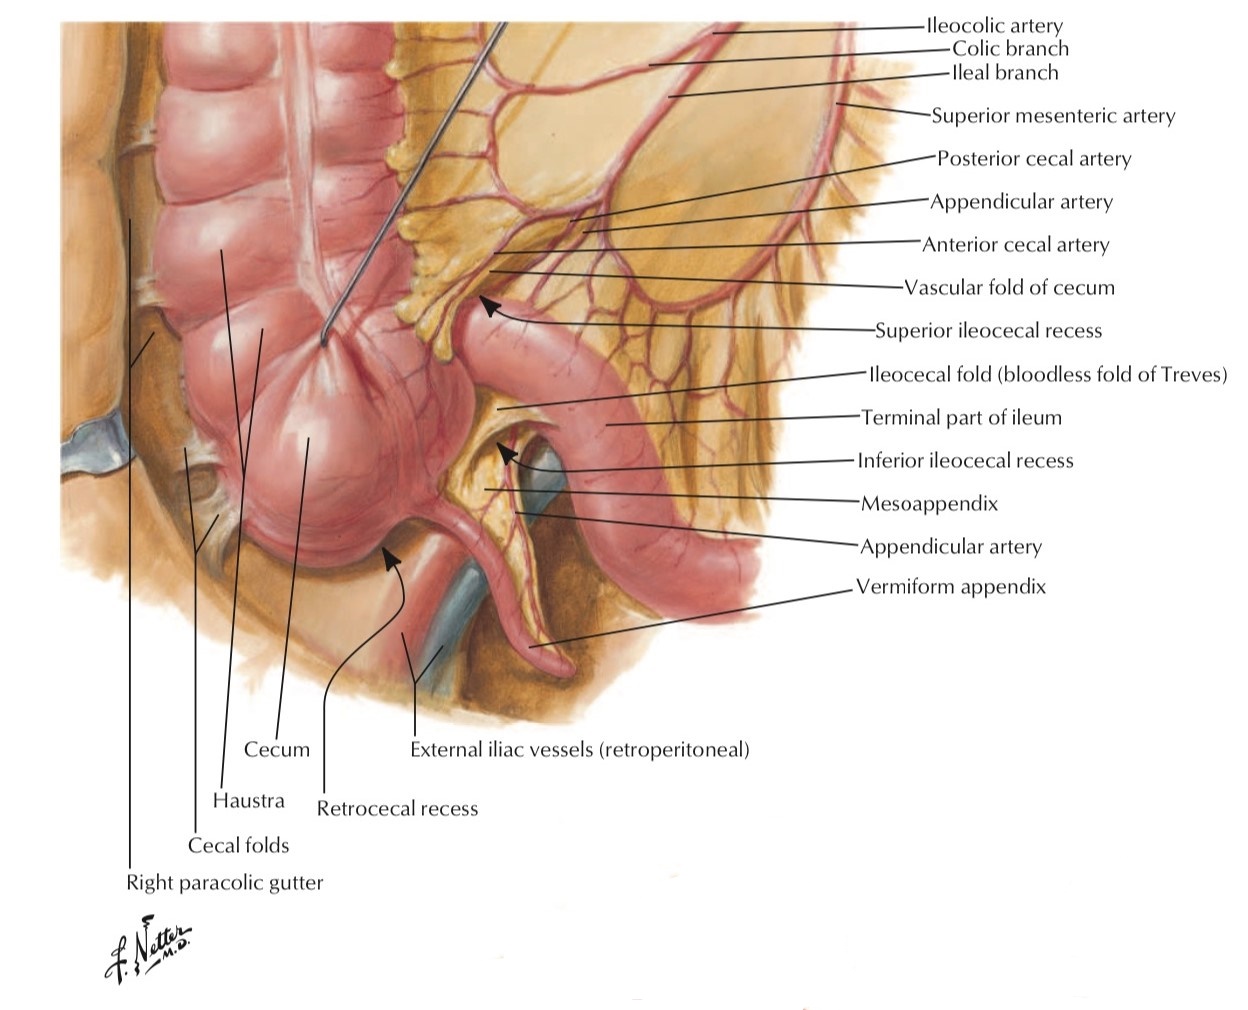 Ileocolic artery
Colic branch
Ileal branch
Superior mesenteric artery
Posterior cecal artery
Appendicular artery
Anterior cecal artery
Vascular fold of cecum
Superior ileocecal recess
Ileocecal fold (bloodless fold of Treves)
Terminal part of ileum
Inferior ileocecal recess
Mesoappendix
Appendicular artery
Vermiform appendix
Cecum
External iliac vessels (retroperitoneal)
Haustra
Retrocecal recess
Cecal folds
Right paracolic gutter
F. Netter
M.D.